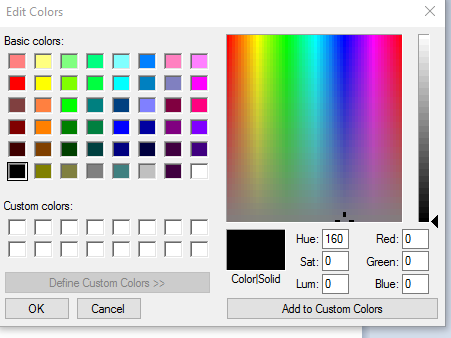 Edit Colors
Basic colors:
Custom colors:
Define Custom Colors >>
OK Cancel
Color|Solid
Hue: 160 Red: 0
Sat: 0 Green: 0
Lum: 0 Blue: 0
Add to Custom Colors